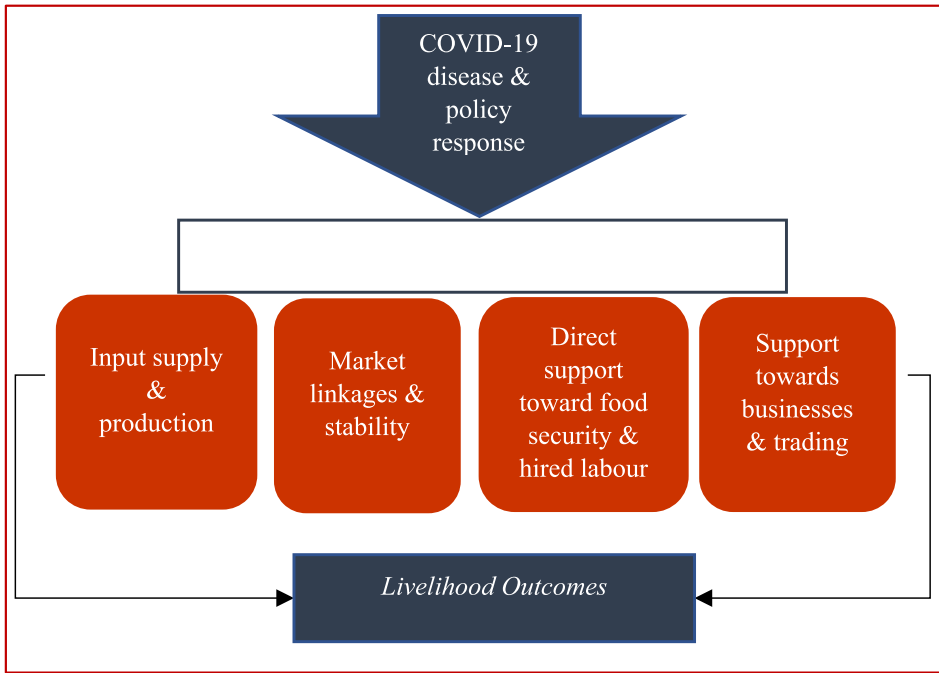 COVID-19
disease &
policy
response
Input supply
&
production
Market
linkages &
stability
Direct
support
toward food
security &
hired labour
Support
towards
businesses
& trading
Livelihood Outcomes